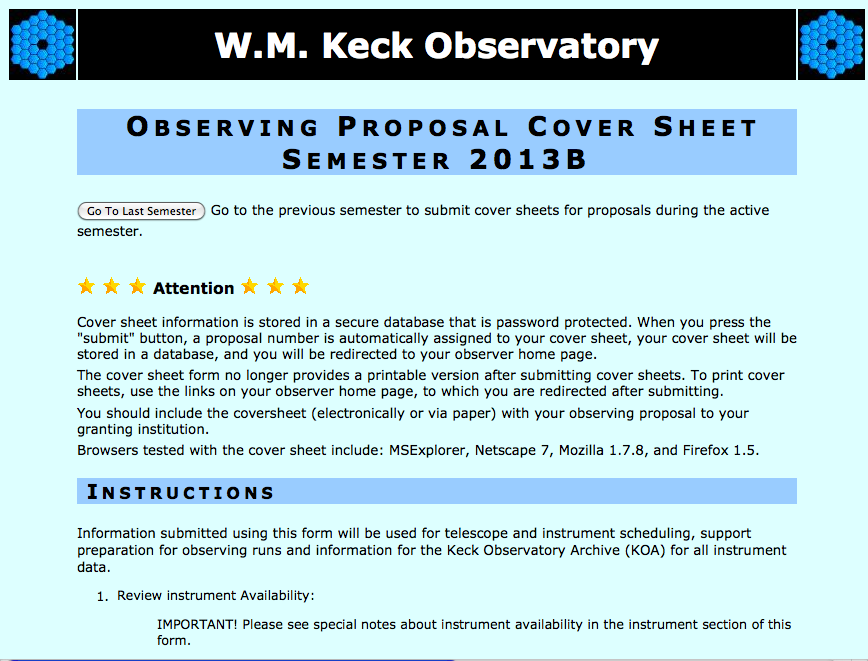 W.M. Keck Observatory
OBSERVING PROPOSAL COVER SHEET
SEMESTER 2013B
Go To Last Semester Go to the previous semester to submit cover sheets for proposals during the active
semester.
Attention
Cover sheet information is stored in a secure database that is password protected. When you press the
"submit" button, a proposal number is automatically assigned to your cover sheet, your cover sheet will be
stored in a database, and you will be redirected to your observer home page.
The cover sheet form no longer provides a printable version after submitting cover sheets. To print cover
sheets, use the links on your observer home page, to which you are redirected after submitting.
You should include the coversheet (electronically or via paper) with your observing proposal to your
granting institution.
Browsers tested with the cover sheet include: MSExplorer, Netscape 7, Mozilla 1.7.8, and Firefox 1.5.
INSTRUCTIONS
Information submitted using this form will be used for telescope and instrument scheduling, support
preparation for observing runs and information for the Keck Observatory Archive (KOA) for all instrument
data.
1. Review instrument Availability:
IMPORTANT! Please see special notes about instrument availability in the instrument section of this
form.